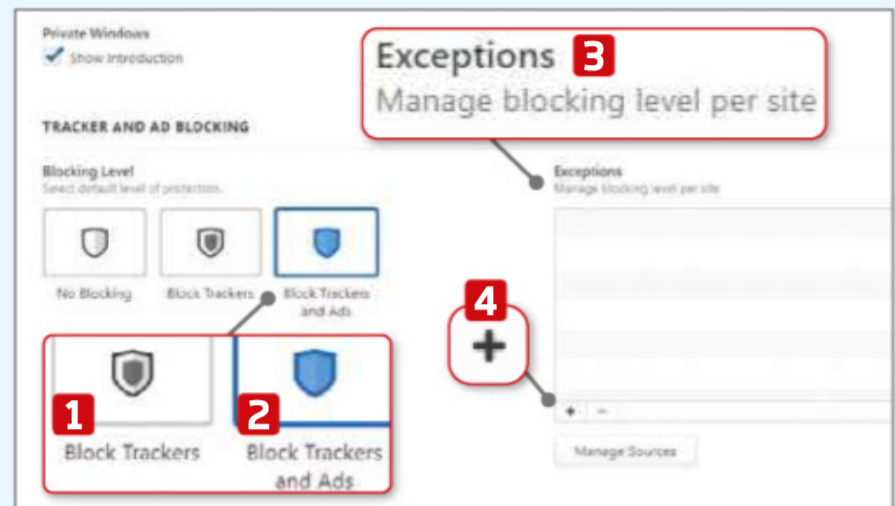 Private Windows
Show Introduction
Exceptions 3
Manage blocking level per site
TRACKER AND AD BLOCKING
Blocking Level
Select default level of protection.
Exceptions
Manage blocking level per site
No Blocking
Block Trackers
Block Trackers
and Ads
4
+
1
2
Block Trackers
Block Trackers
and Ads
+ -
Manage Sources